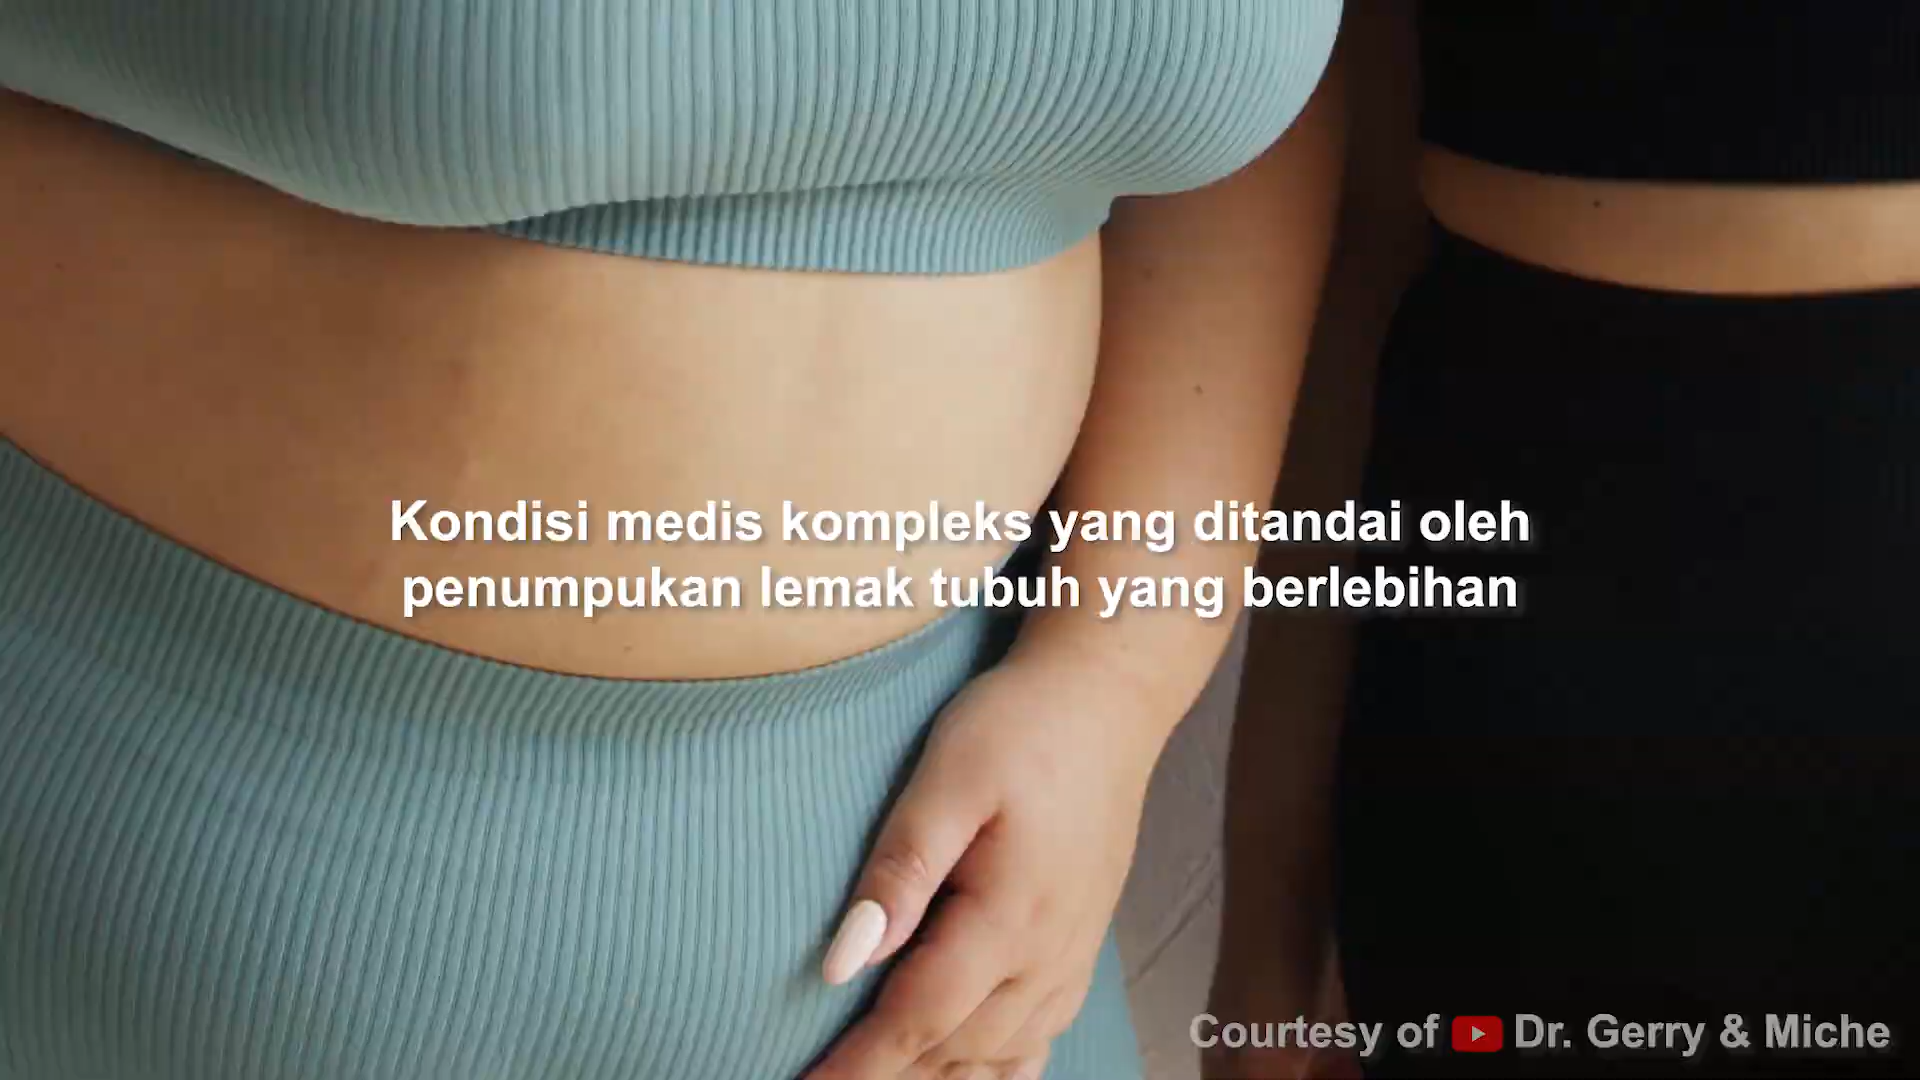 Kondisi medis kompleks yang ditandai oleh
penumpukan lemak tubuh yang berlebihan
Courtesy of Dr. Gerry & Miche